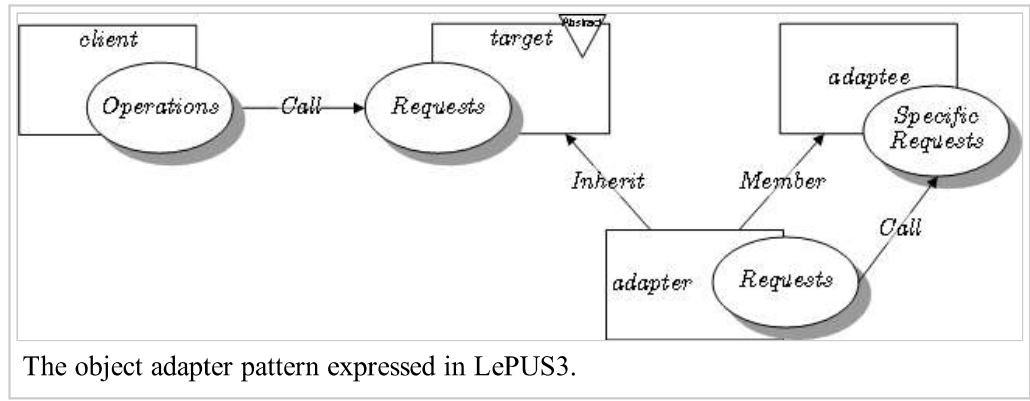 client
Operations
Call
target
Abstract
Requests
adaptee
Specific
Requests
Inherit
Member
Call
adapter
Requests
The object adapter pattern expressed in LePUS3.